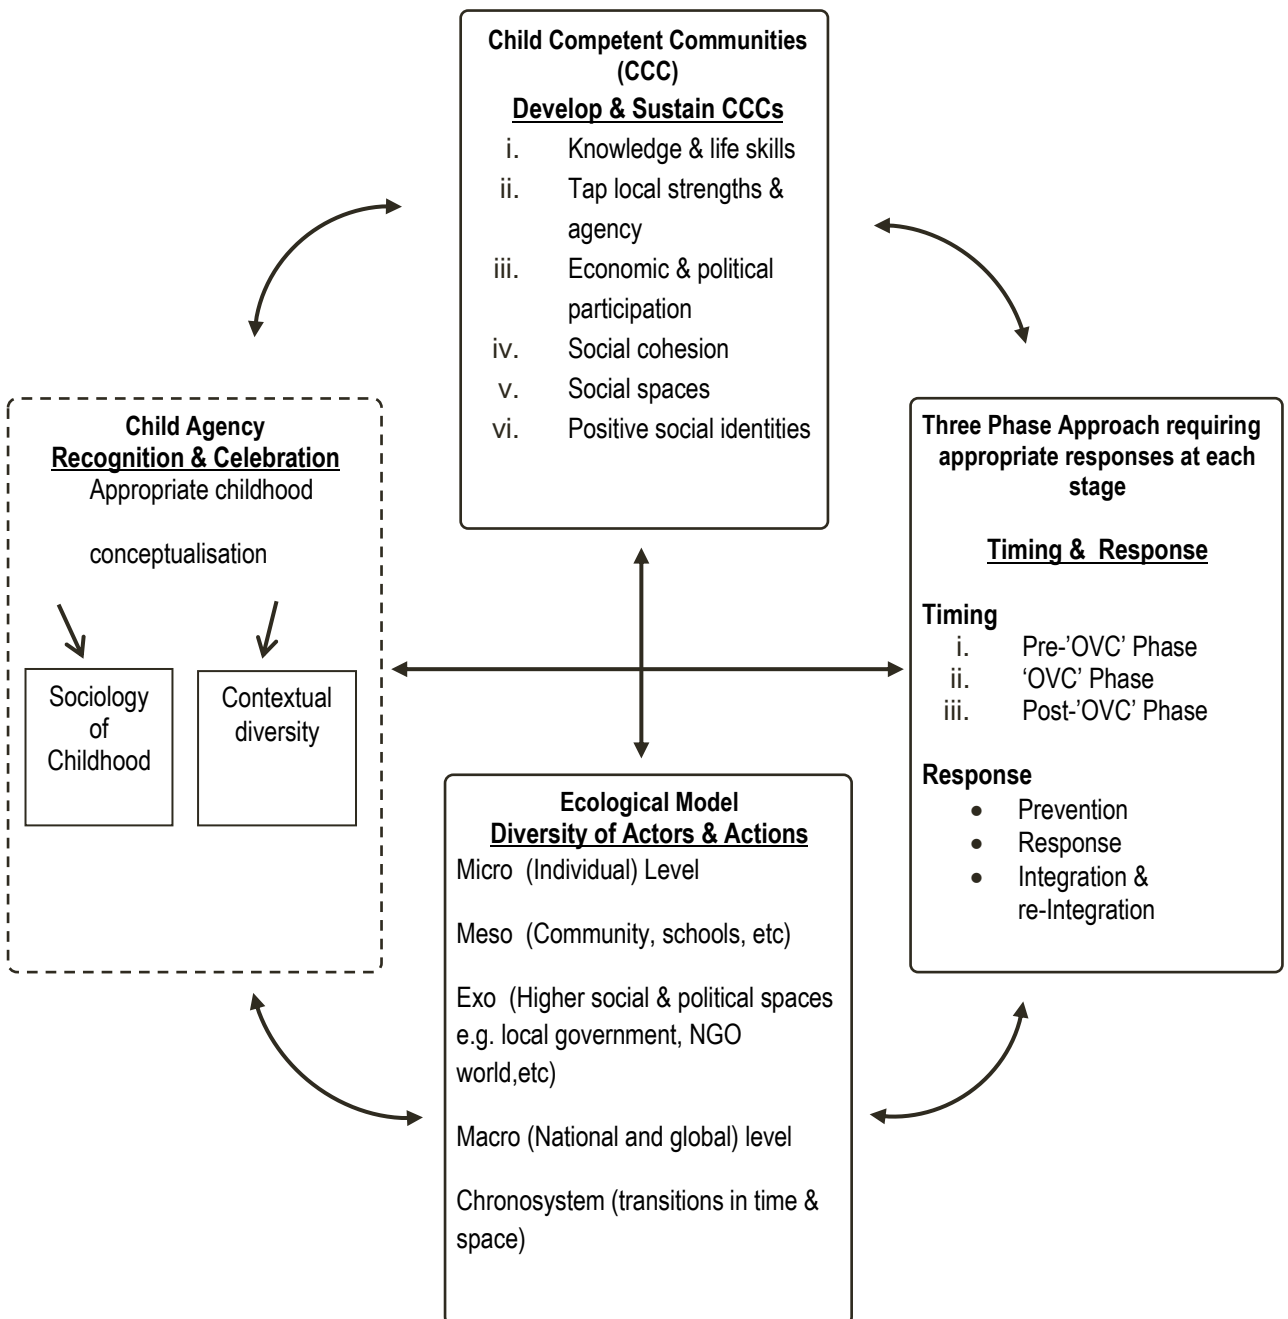 Child Competent Communities
(CCC)
Develop & Sustain CCCs
i. Knowledge & life skills
ii. Tap local strengths &
agency
iii. Economic & political
participation
iv. Social cohesion
v. Social spaces
vi. Positive social identities
Child Agency
Recognition & Celebration
Appropriate childhood
conceptualisation
Sociology
of
Childhood
Contextual
diversity
Three Phase Approach requiring
appropriate responses at each
stage
Timing & Response
Timing
i. Pre-’OVC’ Phase
ii. ‘OVC’ Phase
iii. Post-’OVC’ Phase
Response
• Prevention
• Response
• Integration &
re-Integration
Ecological Model
Diversity of Actors & Actions
Micro (Individual) Level
Meso (Community, schools, etc)
Exo (Higher social & political spaces
e.g. local government, NGO
world,etc)
Macro (National and global) level
Chronosystem (transitions in time &
space)